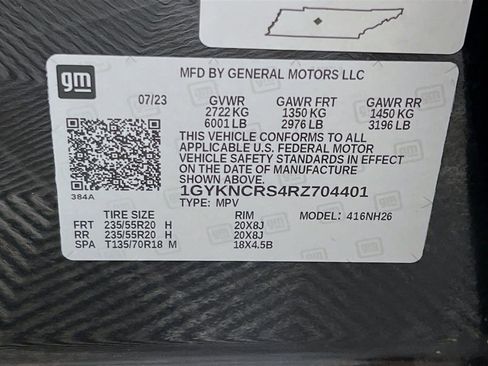 gm
MFD BY GENERAL MOTORS LLC
07/23 GVWR GAWR FRT GAWR RR
2722 KG 1350 KG 1450 KG
6001 LB 2976 LB 3196 LB
THIS VEHICLE CONFORMS TO ALL
APPLICABLE U.S. FEDERAL MOTOR
VEHICLE SAFETY STANDARDS IN EFFECT
ON THE DATE OF MANUFACTURE
SHOWN ABOVE.
384A
1GYKNCRS4RZ704401
TYPE: MPV
TIRE SIZE RIM MODEL: 416NH26
FRT 235/55R20 H 20X8J
RR 235/55R20 H 20X8J
SPA T135/70R18 M 18X4.5B